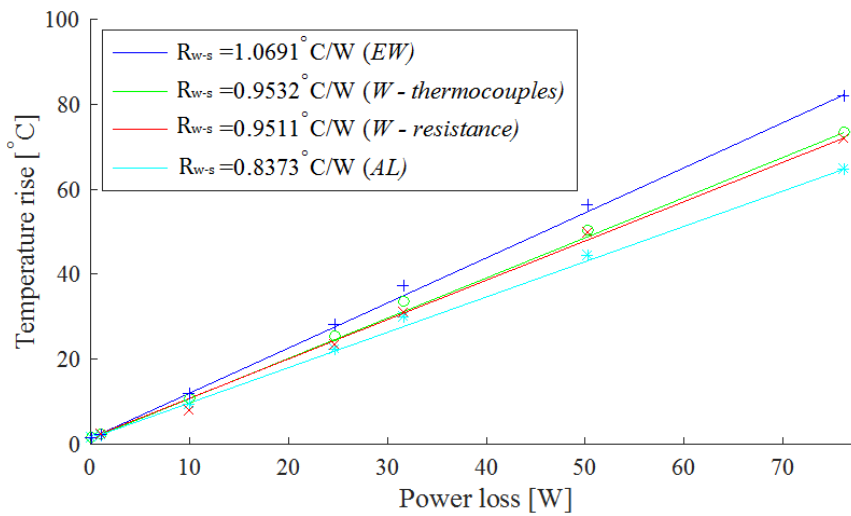 100
80
60
40
20
0
Temperature rise [°C]
Rw-s =1.0691°C/W (EW)
Rw-s =0.9532°C/W (W - thermocouples)
Rw-s =0.9511°C/W (W - resistance)
Rw-s =0.8373°C/W (AL)
0 10 20 30 40 50 60 70
Power loss [W]